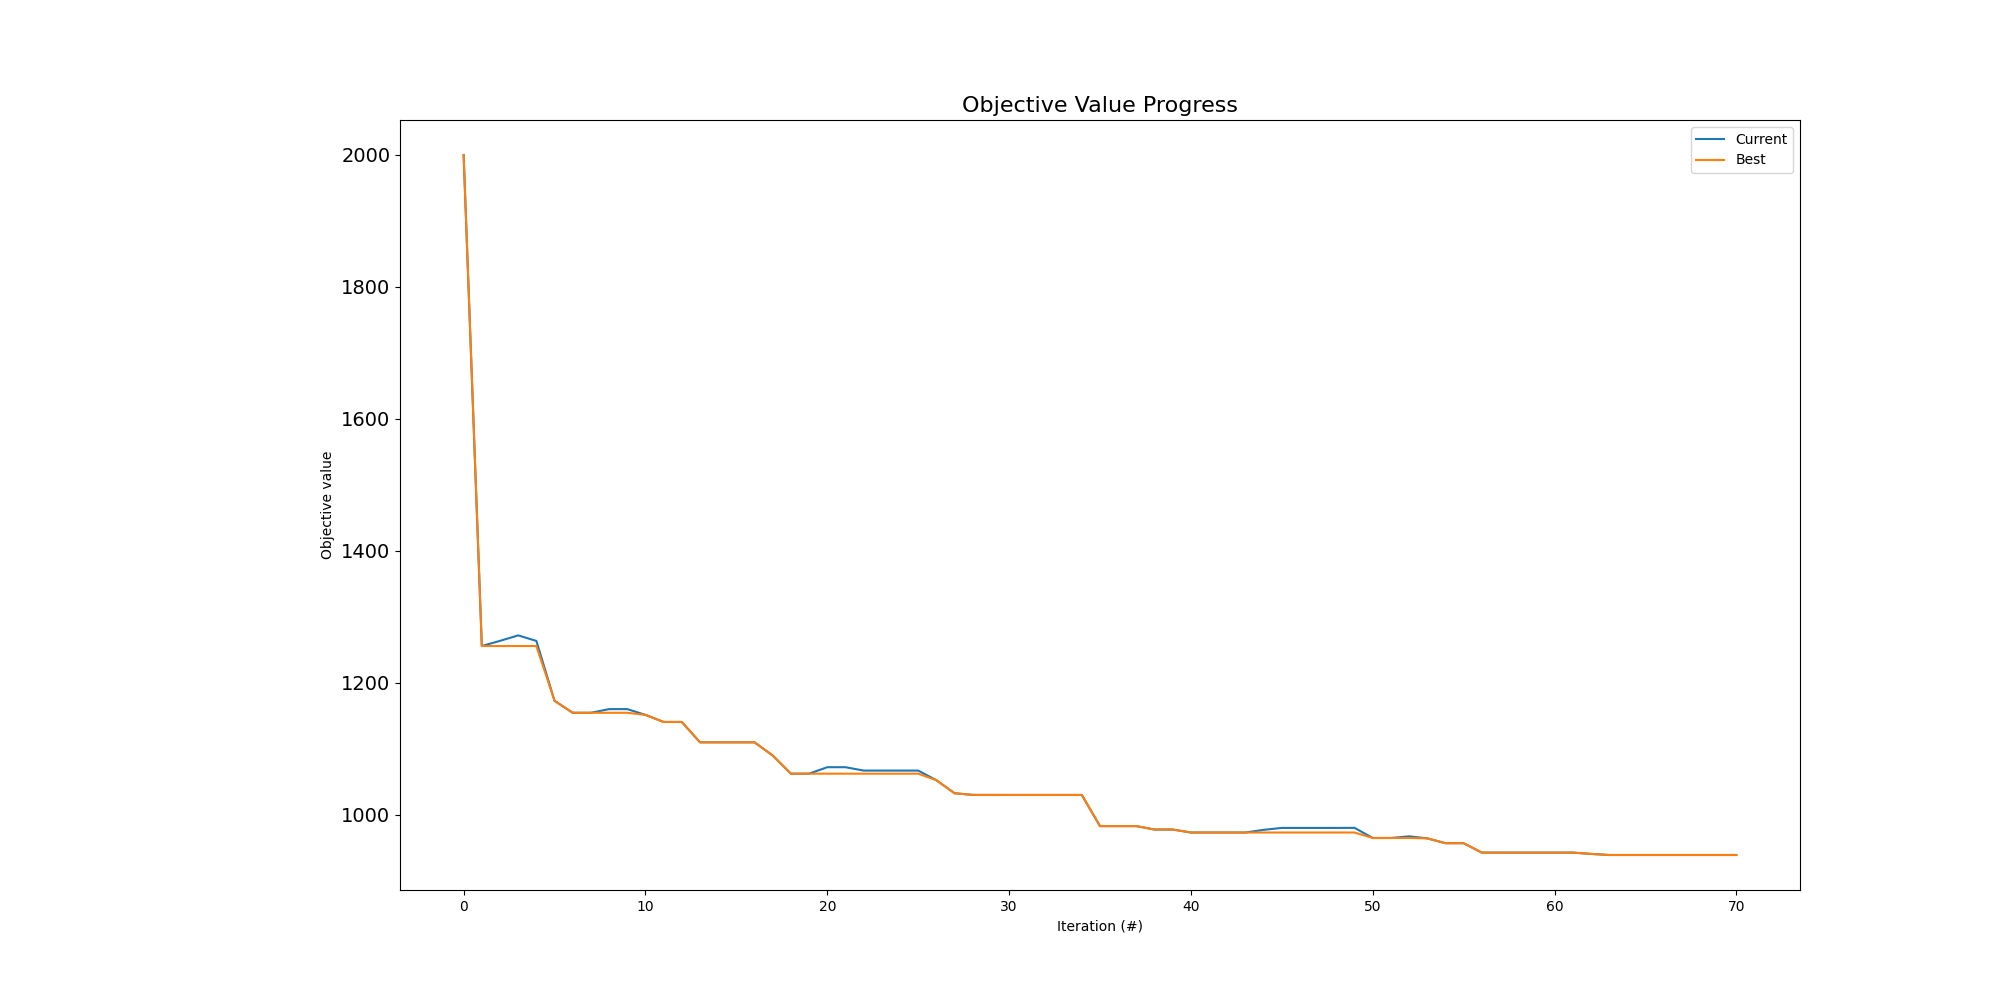 Objective Value Progress
Current
Best
2000
1800
1600
1400
1200
1000
Objective value
0 10 20 30 40 50 60 70
Iteration (#)